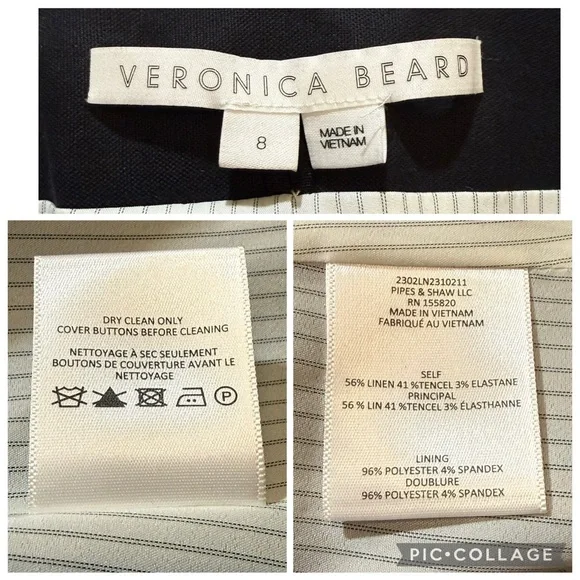 VERONICA BEARD
8
MADE IN
VIETNAM
DRY CLEAN ONLY
COVER BUTTONS BEFORE CLEANING
NETTOYAGE À SEC SEULEMENT
BOUTONS DE COUVERTURE AVANT LE
NETTOYAGE
P
2302LN2310211
PIPES & SHAW LLC
RN 155820
MADE IN VIETNAM
FABRIQUÉ AU VIETNAM
SELF
56% LINEN 41 %TENCEL 3% ELASTANE
PRINCIPAL
56 % LIN 41 %TENCEL 3% ÉLASTHANNE
LINING
96% POLYESTER 4% SPANDEX
DOUBLURE
96% POLYESTER 4% SPANDEX
PIC•COLLAGE